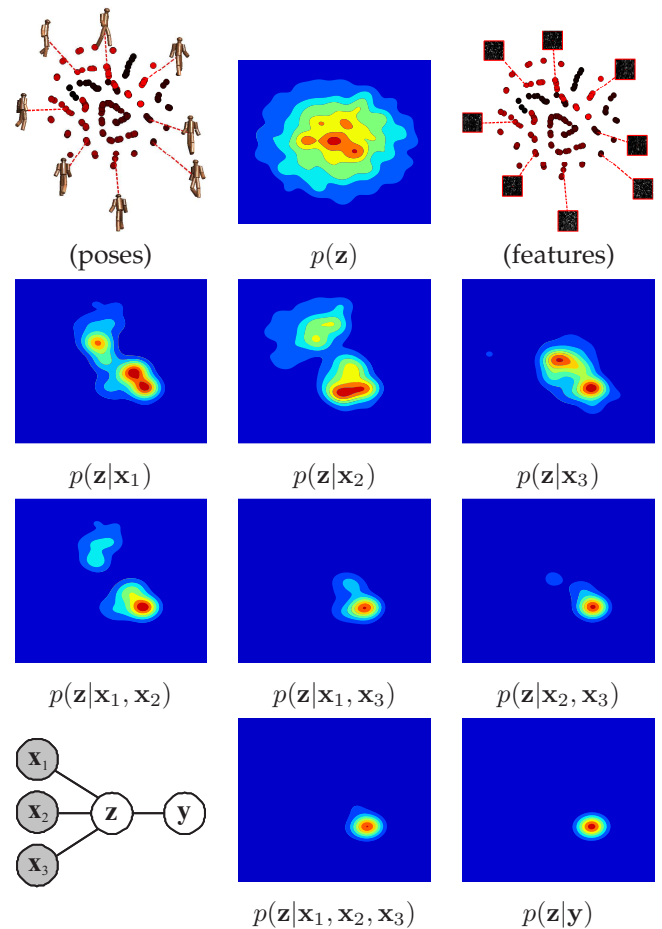 (poses)
p(z)
(features)
p(z|x₁)
p(z|x₂)
p(z|x₃)
p(z|x₁, x₂)
p(z|x₁, x₃)
p(z|x₂, x₃)
x₁
x₂
z
y
x₃
p(z|x₁, x₂, x₃)
p(z|y)